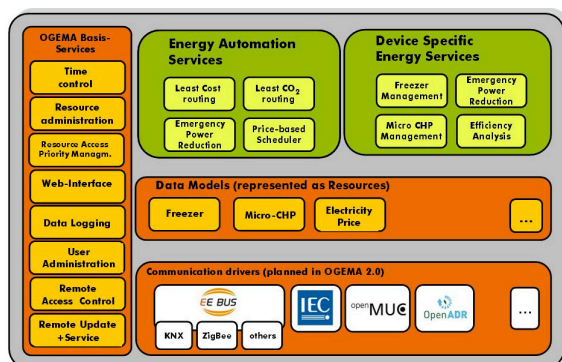 OGEMA Basis-
Services
Time
control
Resource
administration
Resource Access
Priority Managm.
Web-Interface
Data Logging
User
Administration
Remote
Access Control
Remote Update
+Service
Energy Automation
Services
Least Cost
routing
Least CO2
routing
Emergency
Power
Reduction
Price-based
Scheduler
Device Specific
Energy Services
Freezer
Management
Emergency
Power
Reduction
Micro CHP
Management
Efficiency
Analysis
Data Models (represented as Resources)
Freezer
Micro-CHP
Electricity
Price
...
Communication drivers (planned in OGEMA 2.0)
EE BUS
KNX
ZigBee
others
IEC
openMUC
OpenADR
...